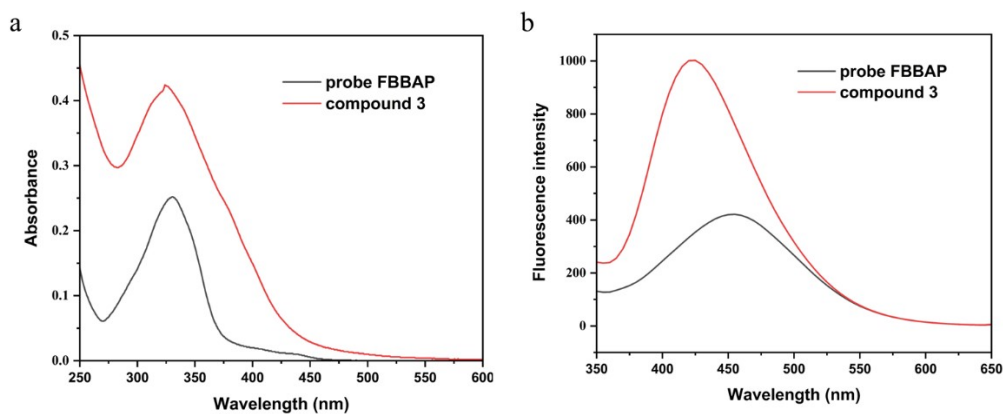 a
0.5
0.4
0.3
0.2
0.1
0.0
Absorbance
probe FBBAP
compound 3
250 300 350 400 450 500 550 600
Wavelength (nm)
b
1000
800
600
400
200
0
Fluorescence intensity
probe FBBAP
compound 3
350 400 450 500 550 600 650
Wavelength (nm)